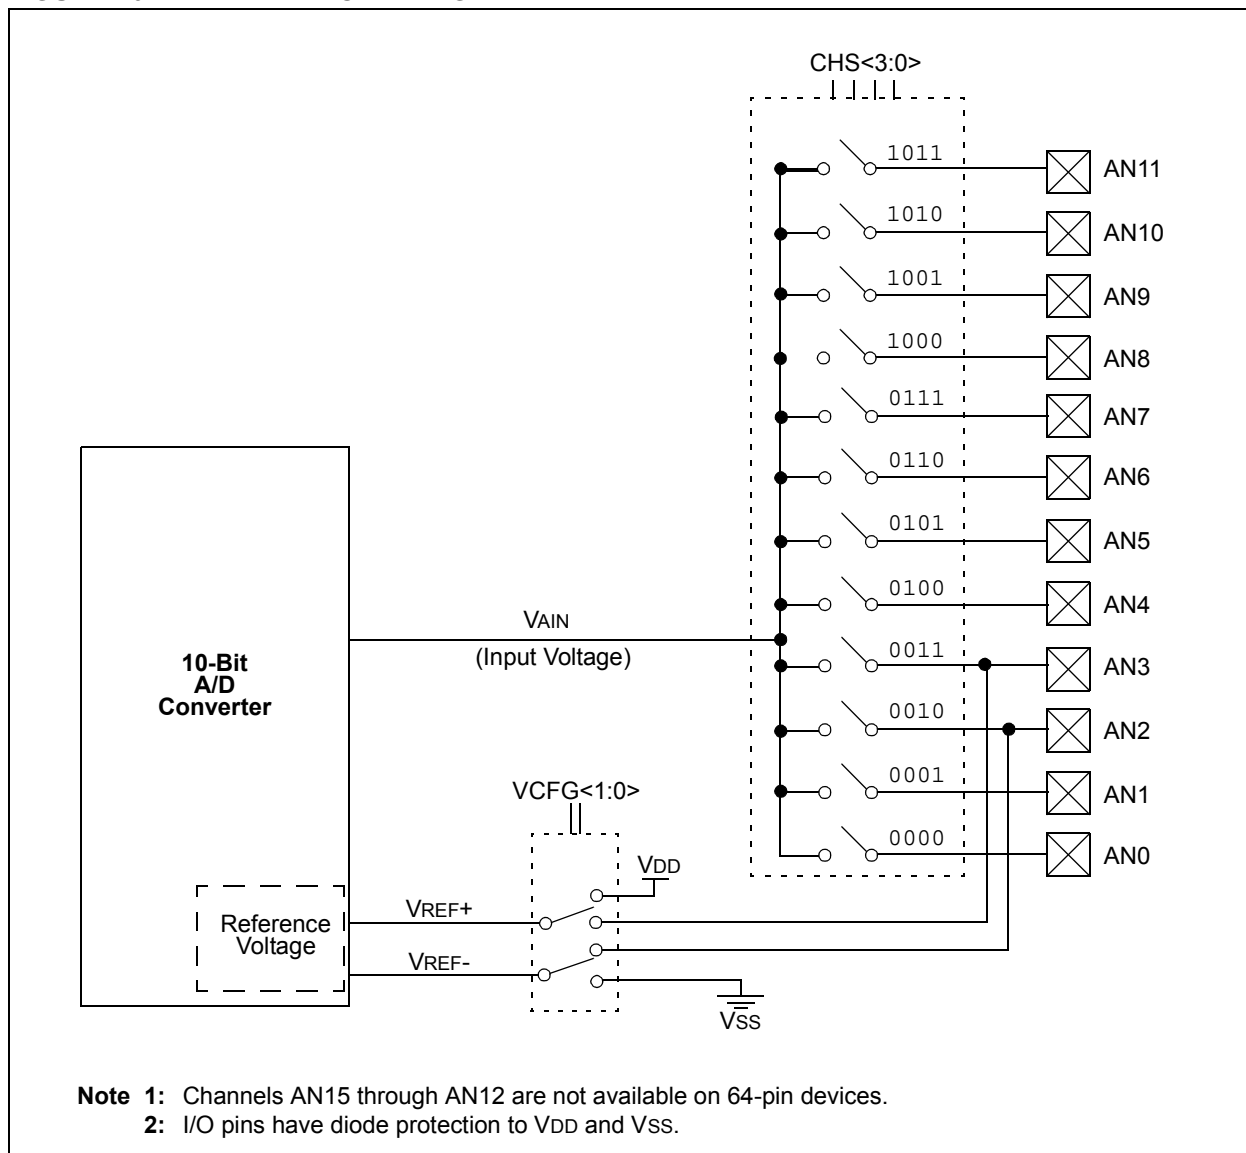 CHS<3:0>
1011 AN11
1010 AN10
1001 AN9
1000 AN8
0111 AN7
0110 AN6
0101 AN5
0100 AN4
VAIN
(Input Voltage)
0011 AN3
10-Bit
A/D
Converter
0010 AN2
VCFG<1:0>
0001 AN1
0000 AN0
VDD
VREF+
Reference
Voltage
VREF-
VSS
Note 1: Channels AN15 through AN12 are not available on 64-pin devices.
2: I/O pins have diode protection to VDD and VSS.